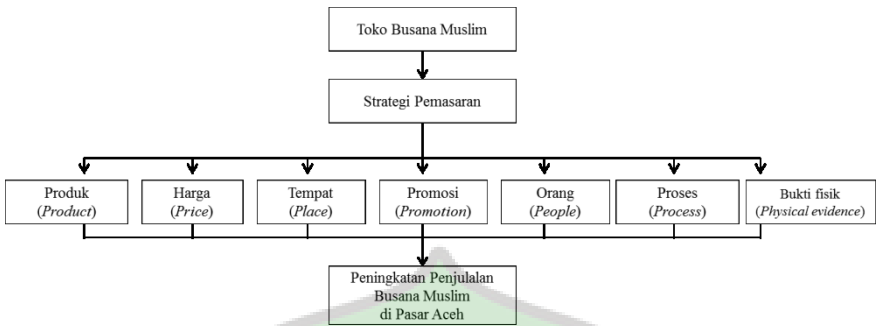 Toko Busana Muslim
Strategi Pemasaran
Produk
(Product)
Harga
(Price)
Tempat
(Place)
Promosi
(Promotion)
Orang
(People)
Proses
(Process)
Bukti fisik
(Physical evidence)
Peningkatan Penjulalan
Busana Muslim
di Pasar Aceh